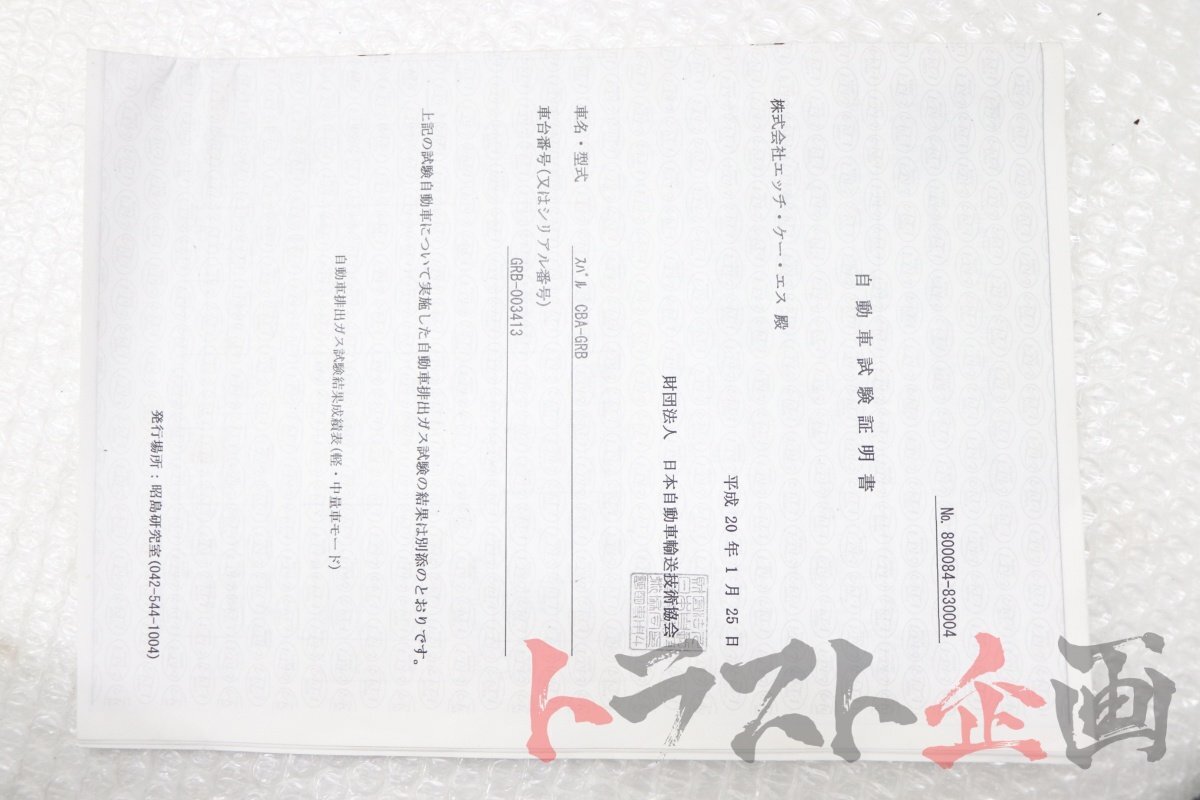 No. 800084-830004
自動車試験証明書
株式会社エッチ・ケー・エス 殿
平成 20 年 1 月 25 日
財団法人 日本自動車輸送技術協会
車名・型式 スバル CBA-GRB
車台番号(又はシリアル番号)
GRB-003413
上記の試験自動車について実施した自動車排出ガス試験の結果は別添のとおりです。
自動車排出ガス試験結果成績表(軽・中量車モード)
発行場所：昭島研究室(042-544-1004)
トラスト企画